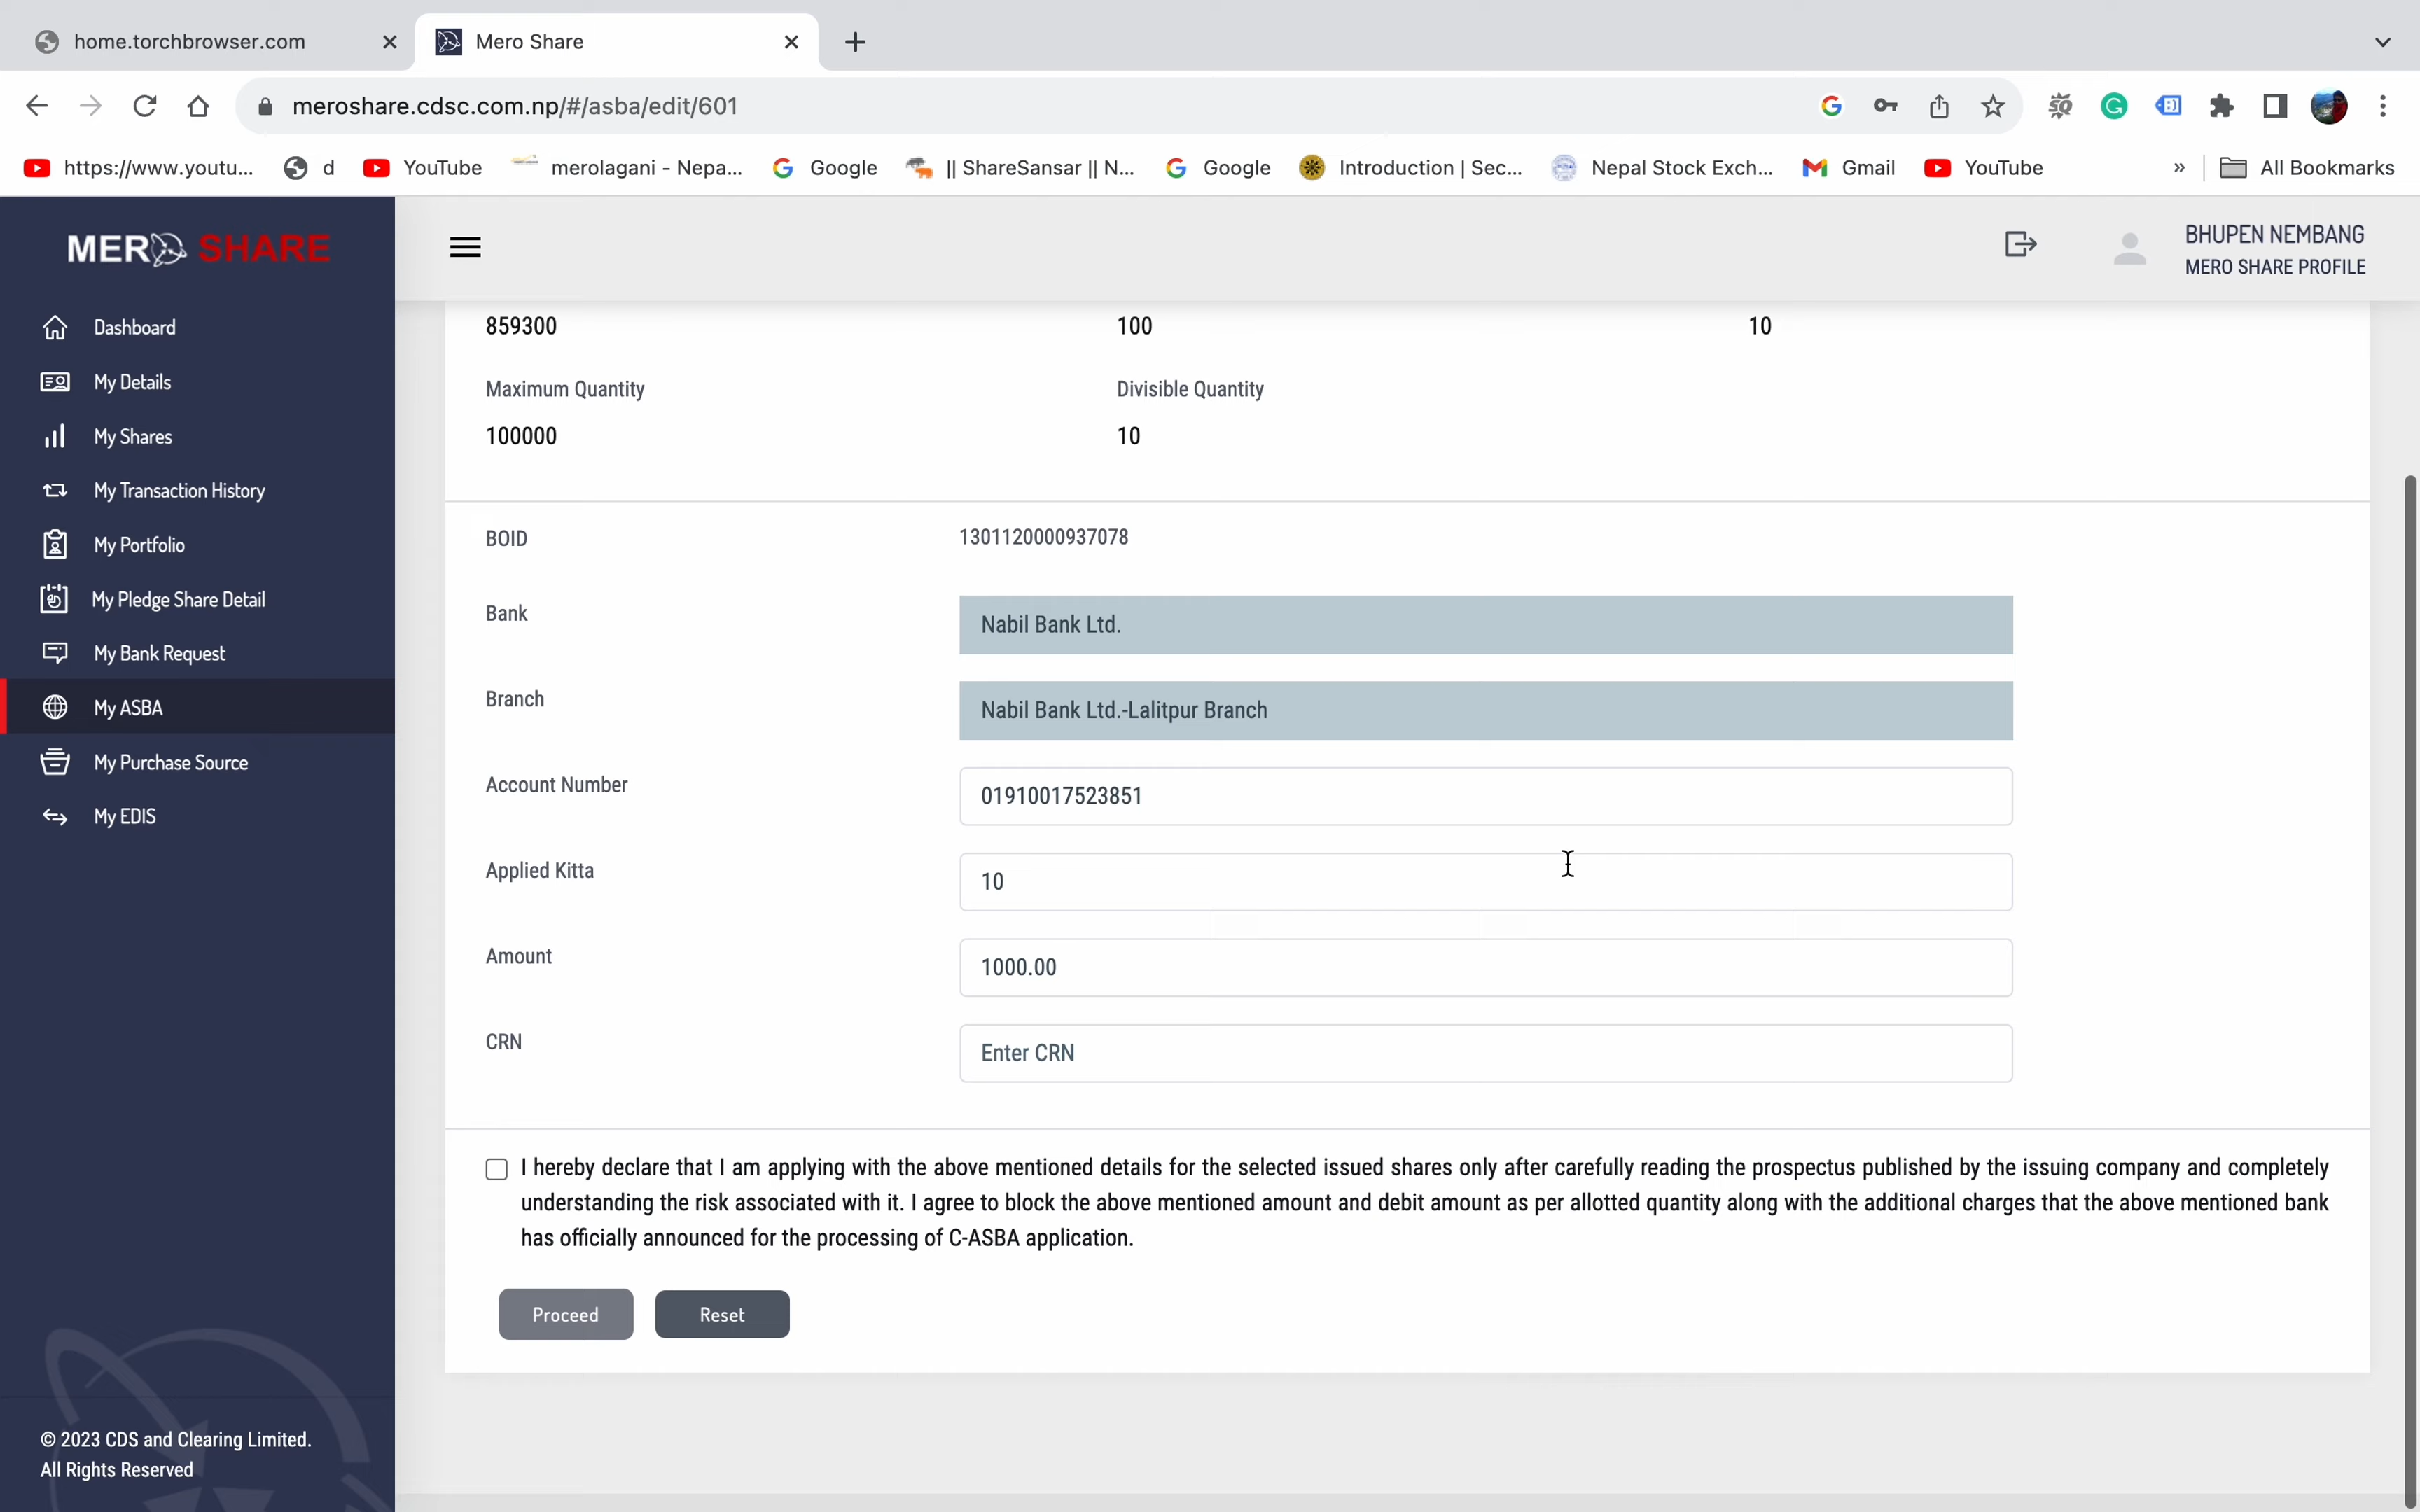 home.torchbrowser.com
Mero Share
meroshare.cdsc.com.np/#/asba/edit/601
https://www.youtu... d YouTube merolagani - Nepa... Google || ShareSansar || N... Google Introduction | Sec... Nepal Stock Exch... Gmail YouTube » All Bookmarks
MERO SHARE
BHUPEN NEMBANG
MERO SHARE PROFILE
Dashboard
My Details
My Shares
My Transaction History
My Portfolio
My Pledge Share Detail
My Bank Request
My ASBA
My Purchase Source
My EDIS
© 2023 CDS and Clearing Limited.
All Rights Reserved
859300 100 10
Maximum Quantity Divisible Quantity
100000 10
BOID 1301120000937078
Bank Nabil Bank Ltd.
Branch Nabil Bank Ltd.-Lalitpur Branch
Account Number 01910017523851
Applied Kitta 10
Amount 1000.00
CRN Enter CRN
I hereby declare that I am applying with the above mentioned details for the selected issued shares only after carefully reading the prospectus published by the issuing company and completely
understanding the risk associated with it. I agree to block the above mentioned amount and debit amount as per allotted quantity along with the additional charges that the above mentioned bank
has officially announced for the processing of C-ASBA application.
Proceed Reset